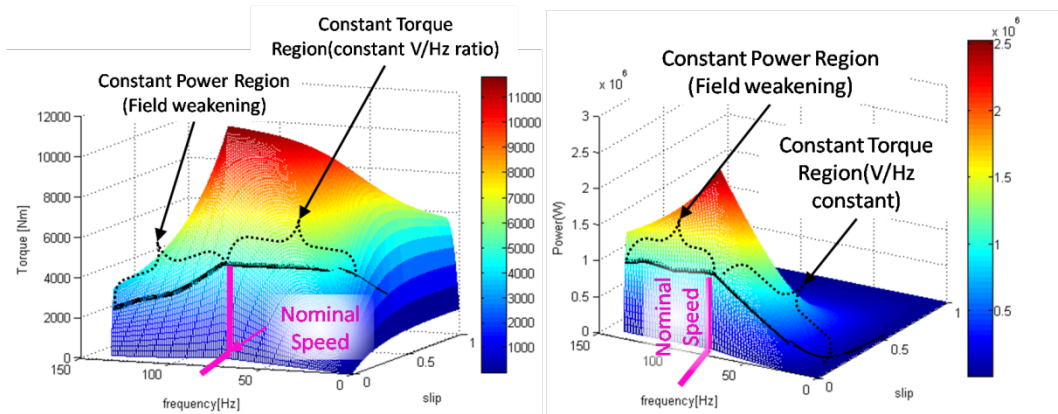 Constant Torque
Region(constant V/Hz ratio)
Constant Power Region
(Field weakening)
12000
10000
8000
6000
4000
2000
0
Torque [Nm]
150
100
50
0
frequency[Hz]
0
0.5
1
slip
Nominal
Speed
11000
10000
9000
8000
7000
6000
5000
4000
3000
2000
1000
Constant Power Region
(Field weakening)
Constant Torque
Region(V/Hz
constant)
x 10⁶
3
2.5
2
1.5
1
0.5
0
Power[W]
150
100
50
0
frequency[Hz]
0
0.5
1
slip
Nominal
Speed
x 10⁶
2.5
2
1.5
1
0.5